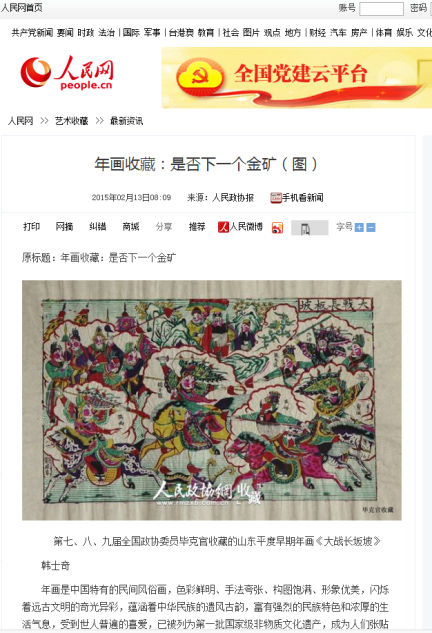 人民网首页 账号 密码
共产党新闻 要闻 时政 法治 | 国际 军事 | 台港澳 教育 | 社会 图片 观点 地方 | 财经 汽车 房产 | 体育 娱乐 文化
人民网
people.cn
全国党建云平台
人民网 >> 艺术收藏 >> 最新资讯
年画收藏：是否下一个金矿（图）
2015年02月13日08:09 来源：人民政协报 手机看新闻
打印 网摘 纠错 商城 分享 推荐 人民微博 字号
原标题：年画收藏：是否下一个金矿
大戰長坂坡
人民政协网 收藏
www.rmzxb.com.cn
毕克官收藏
第七、八、九届全国政协委员毕克官收藏的山东平度早期年画《大战长坂坡》
韩士奇
年画是中国特有的民间风俗画，色彩鲜明、手法夸张、构图饱满、形象优美，闪烁
着远古文明的奇光异彩，蕴涵着中华民族的遗风古韵，富有强烈的民族特色和浓厚的生
活气息，受到世人普遍的喜爱，已被列为第一批国家级非物质文化遗产，成为人们张贴